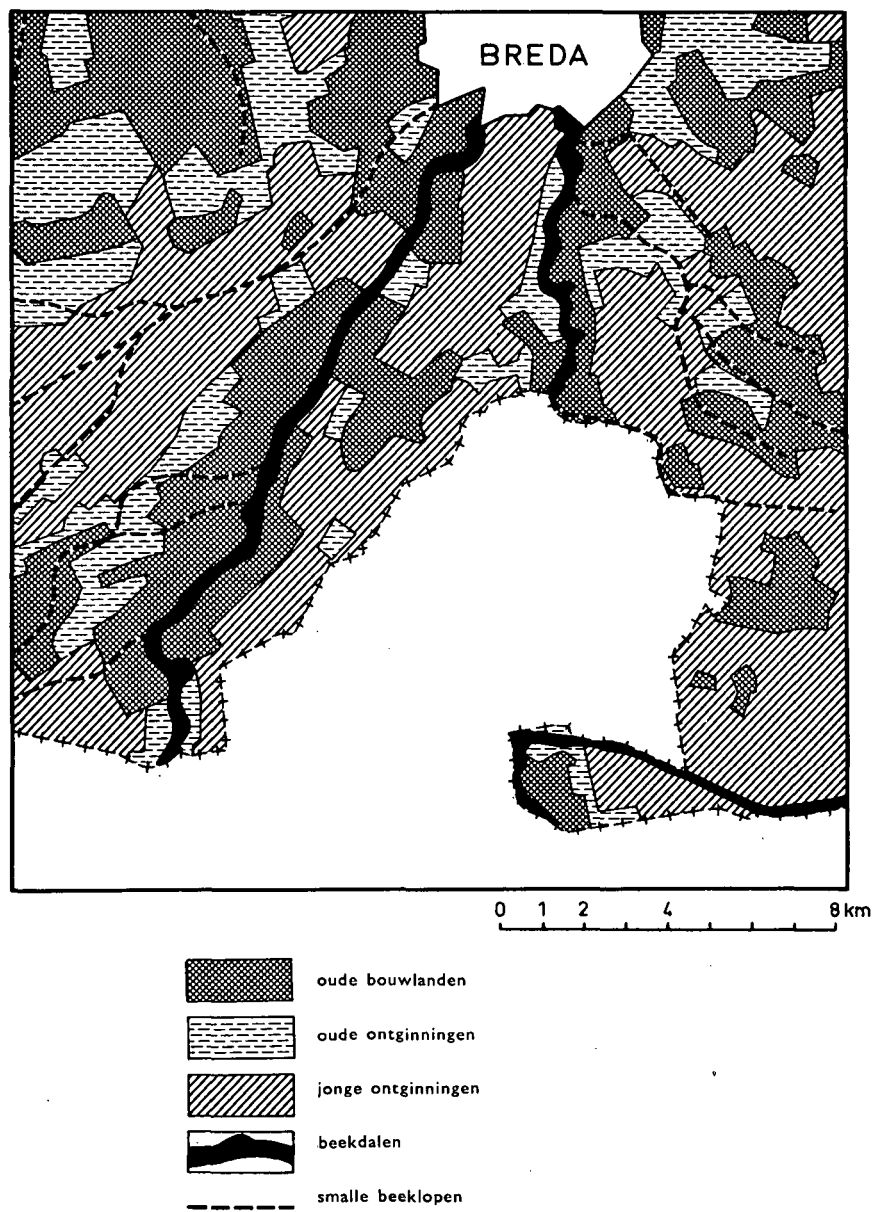 BREDA
0 1 2 4 8 km
oude bouwlanden
oude ontginningen
jonge ontginningen
beekdalen
smalle beeklopen